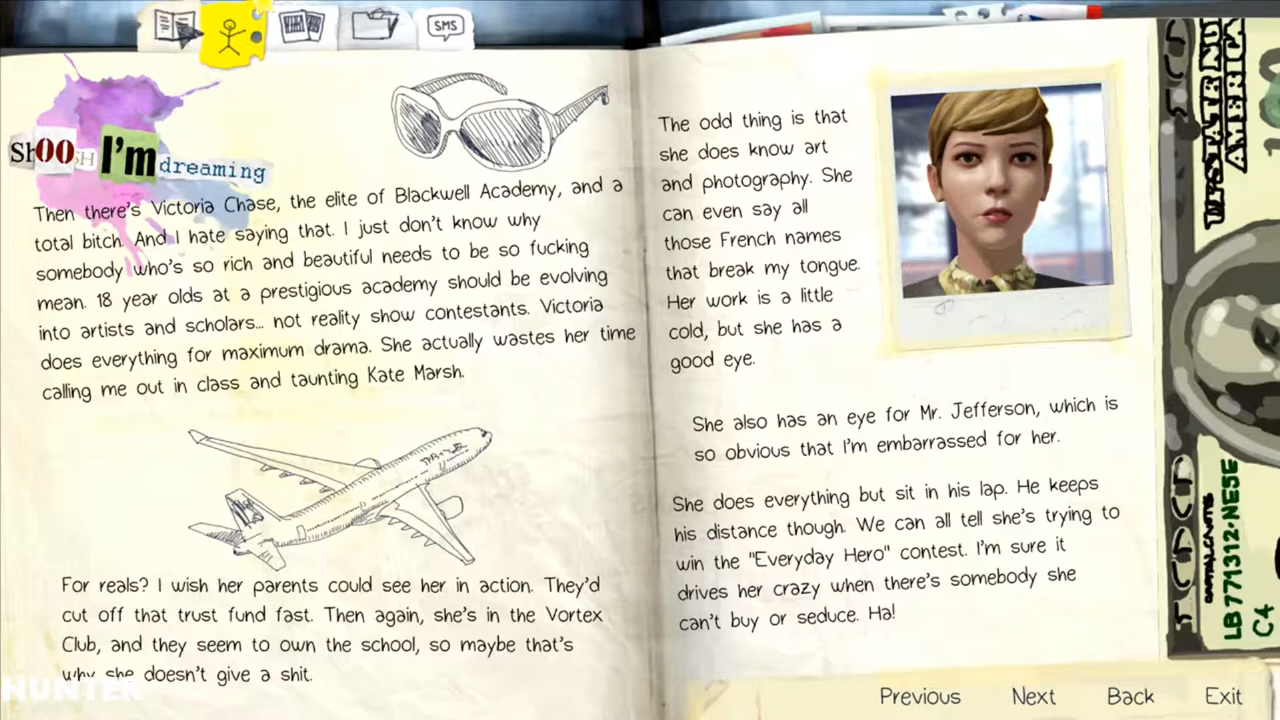 SMS
ShOOSH I'm dreaming
Then there's Victoria Chase, the elite of Blackwell Academy, and a
total bitch. And I hate saying that. I just don't know why
somebody who's so rich and beautiful needs to be so fucking
mean. 18 year olds at a prestigious academy should be evolving
into artists and scholars... not reality show contestants. Victoria
does everything for maximum drama. She actually wastes her time
calling me out in class and taunting Kate Marsh.
For reals? I wish her parents could see her in action. They'd
cut off that trust fund fast. Then again, she's in the Vortex
Club, and they seem to own the school, so maybe that's
why she doesn't give a shit.
HUNTER
The odd thing is that
she does know art
and photography. She
can even say all
those French names
that break my tongue.
Her work is a little
cold, but she has a
good eye.
She also has an eye for Mr. Jefferson, which is
so obvious that I'm embarrassed for her.
She does everything but sit in his lap. He keeps
his distance though. We can all tell she's trying to
win the "Everyday Hero" contest. I'm sure it
drives her crazy when there's somebody she
can't buy or seduce. Ha!
AMERICA
LB771312-NE5E
C4
Previous Next Back Exit